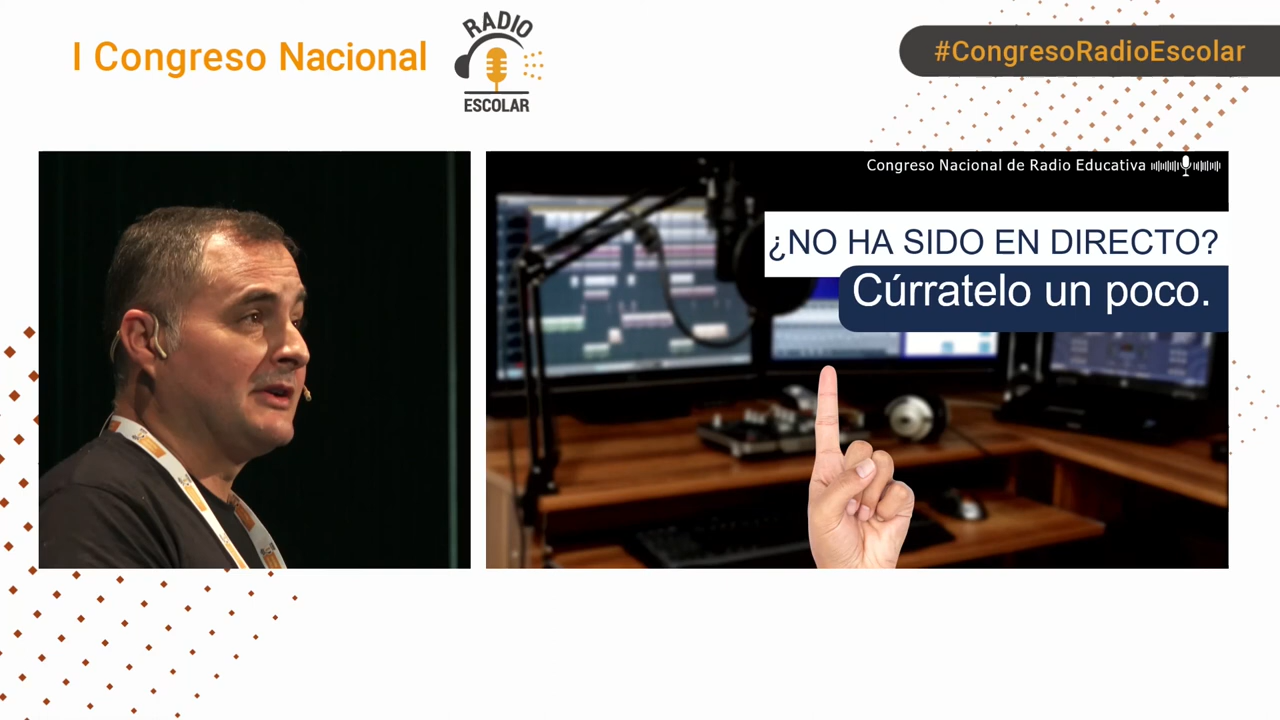 I Congreso Nacional
RADIO
ESCOLAR
#CongresoRadioEscolar
Congreso Nacional de Radio Educativa
¿NO HA SIDO EN DIRECTO?
Cúrratelo un poco.